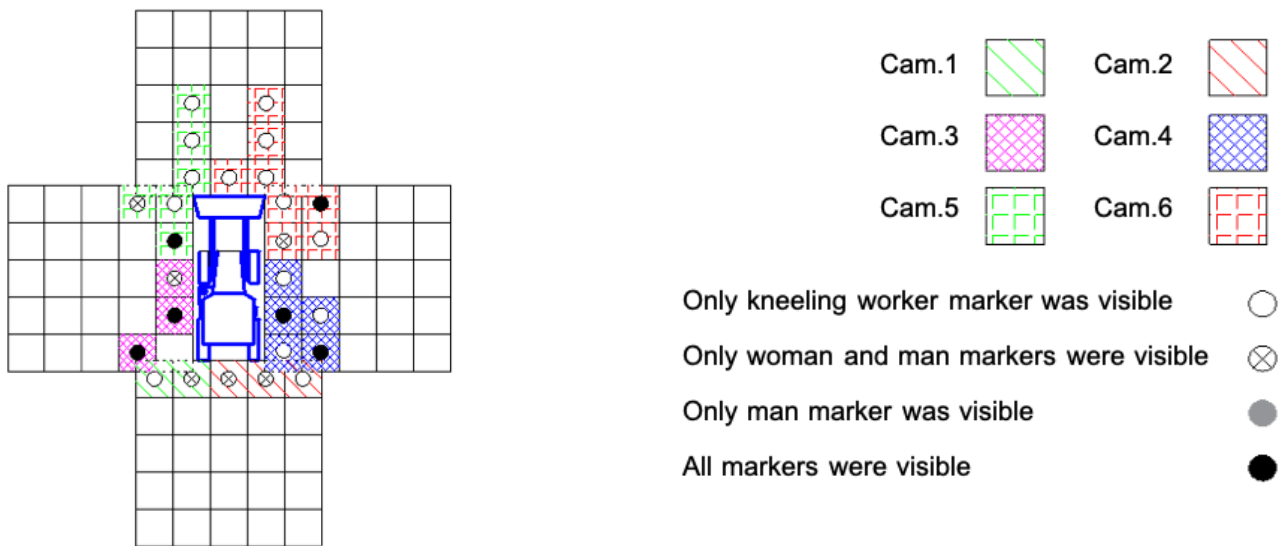 Cam.1
Cam.2
Cam.3
Cam.4
Cam.5
Cam.6
Only kneeling worker marker was visible
Only woman and man markers were visible
Only man marker was visible
All markers were visible